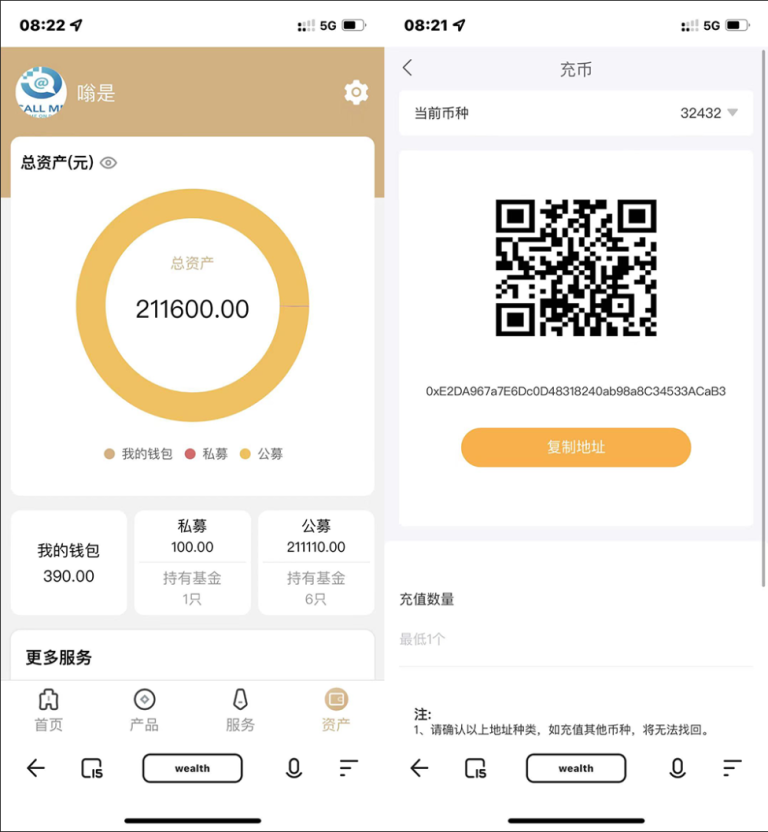 08:22
5G
CALL ME
嗡是
总资产(元)
总资产
211600.00
我的钱包 私募 公募
我的钱包
390.00
私募
100.00
持有基金
1只
公募
211110.00
持有基金
6只
更多服务
首页 产品 服务 资产
15
wealth
08:21
5G
充币
当前币种 32432
0xE2DA967a7E6Dc0D48318240ab98a8C34533ACaB3
复制地址
充值数量
最低1个
注:
1、请确认以上地址种类，如充值其他币种，将无法找回。
15
wealth